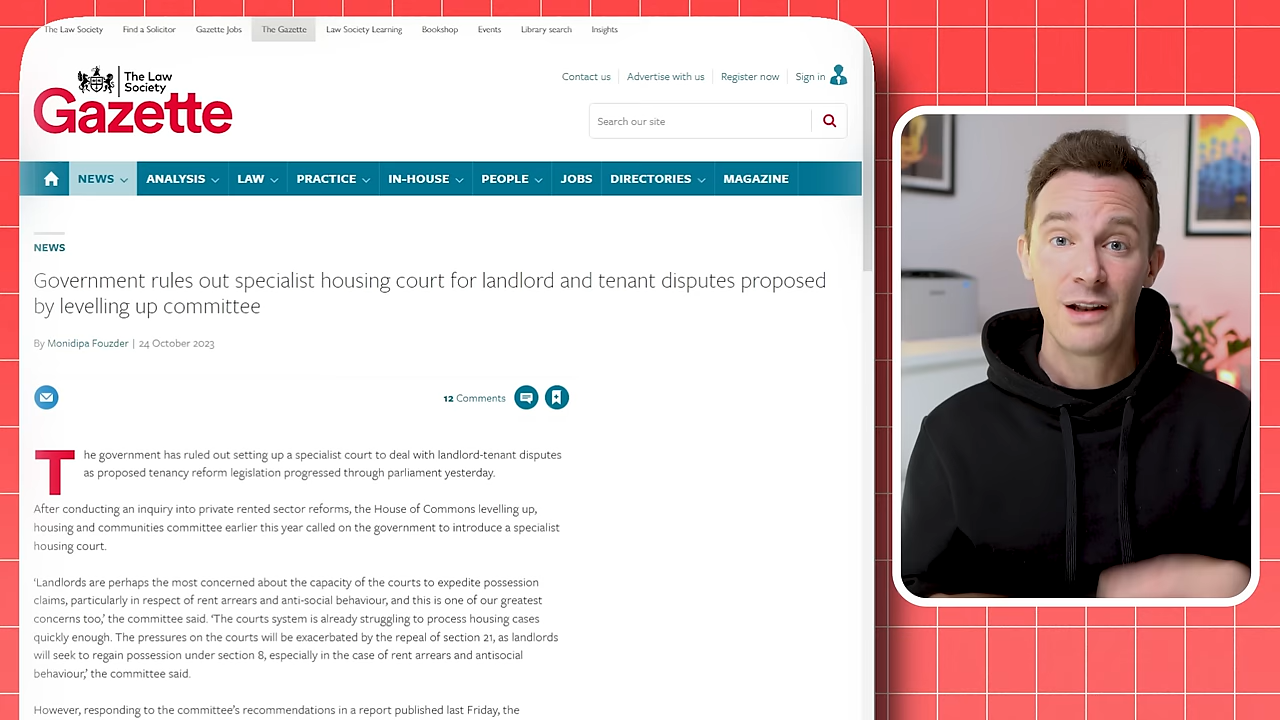 The Law Society Find a Solicitor Gazette Jobs The Gazette Law Society Learning Bookshop Events Library search Insights
The Law
Society
Gazette
Contact us Advertise with us Register now Sign in
Search our site
NEWS ANALYSIS LAW PRACTICE IN-HOUSE PEOPLE JOBS DIRECTORIES MAGAZINE
NEWS
Government rules out specialist housing court for landlord and tenant disputes proposed
by levelling up committee
By Monidipa Fouzder | 24 October 2023
12 Comments
The government has ruled out setting up a specialist court to deal with landlord-tenant disputes
as proposed tenancy reform legislation progressed through parliament yesterday.
After conducting an inquiry into private rented sector reforms, the House of Commons levelling up,
housing and communities committee earlier this year called on the government to introduce a specialist
housing court.
‘Landlords are perhaps the most concerned about the capacity of the courts to expedite possession
claims, particularly in respect of rent arrears and anti-social behaviour, and this is one of our greatest
concerns too,’ the committee said. ‘The courts system is already struggling to process housing cases
quickly enough. The pressures on the courts will be exacerbated by the repeal of section 21, as landlords
will seek to regain possession under section 8, especially in the case of rent arrears and antisocial
behaviour,’ the committee said.
However, responding to the committee’s recommendations in a report published last Friday, the